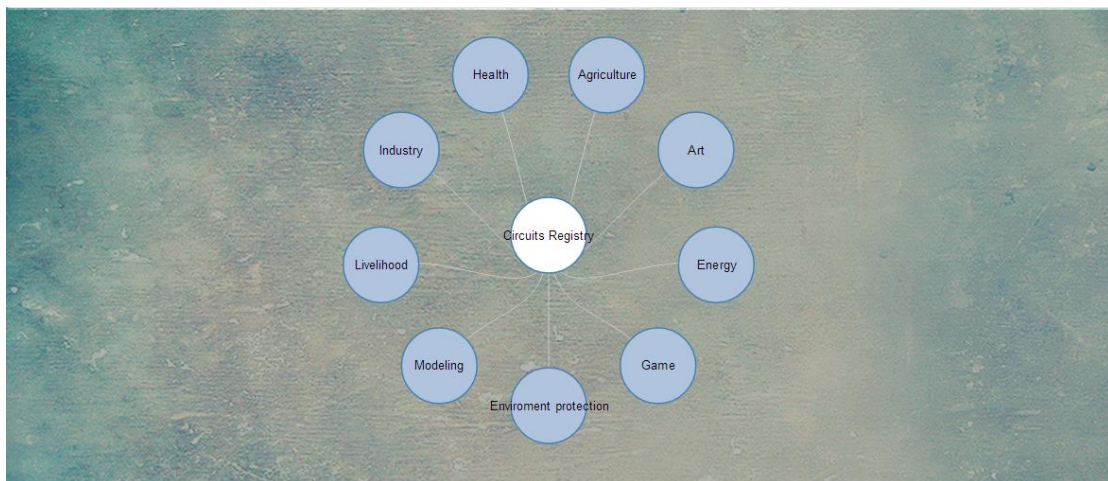 Health
Agriculture
Industry
Art
Circuits Registry
Livelihood
Energy
Modeling
Game
Enviroment protection